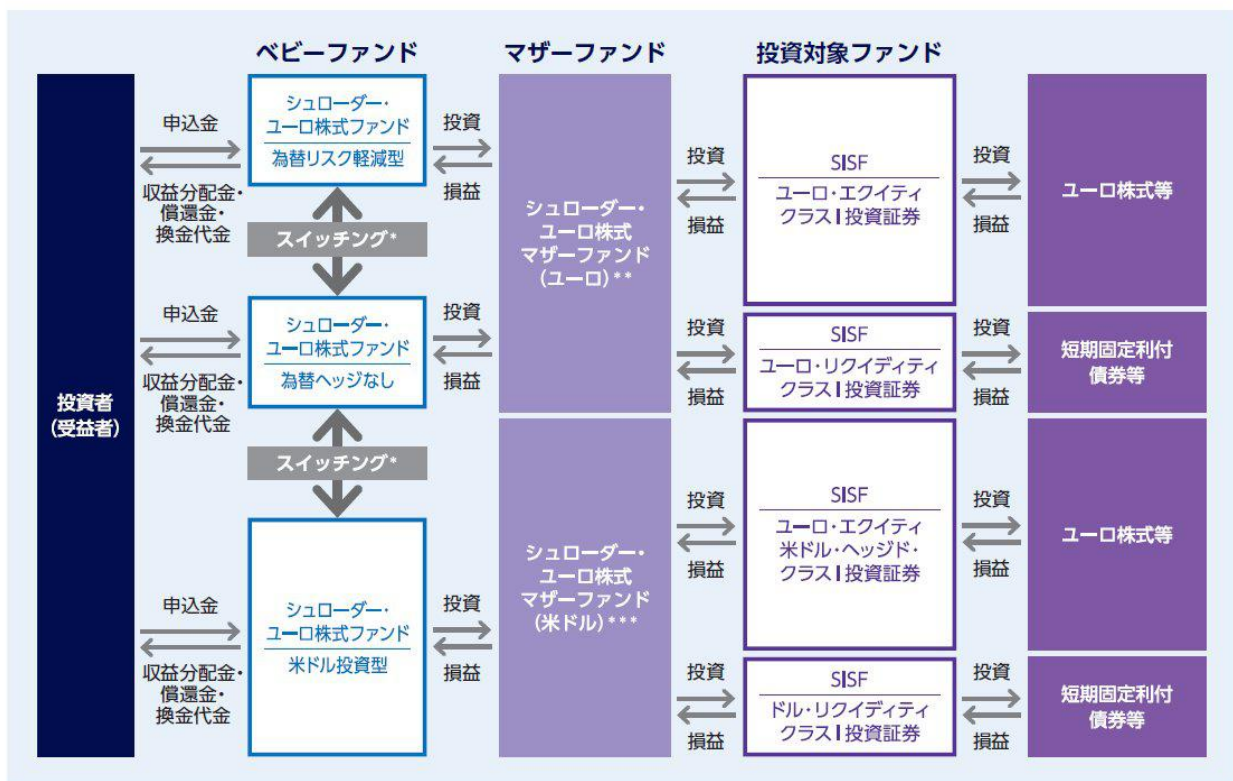 ベビーファンド
マザーファンド
投資対象ファンド
投資者
(受益者)
申込金
収益分配金・
償還金・
換金代金
シュローダー・
ユーロ株式ファンド
為替リスク軽減型
投資
損益
スイッチング*
申込金
収益分配金・
償還金・
換金代金
シュローダー・
ユーロ株式ファンド
為替ヘッジなし
投資
損益
スイッチング*
申込金
収益分配金・
償還金・
換金代金
シュローダー・
ユーロ株式ファンド
米ドル投資型
投資
損益
シュローダー・
ユーロ株式
マザーファンド
(ユーロ)**
投資
損益
SISF
ユーロ・エクイティ
クラスI投資証券
投資
損益
ユーロ株式等
投資
損益
SISF
ユーロ・リクイディティ
クラスI投資証券
投資
損益
短期固定利付
債券等
シュローダー・
ユーロ株式
マザーファンド
(米ドル)***
投資
損益
SISF
ユーロ・エクイティ
米ドル・ヘッジド・
クラスI投資証券
投資
損益
ユーロ株式等
投資
損益
SISF
ドル・リクイディティ
クラスI投資証券
投資
損益
短期固定利付
債券等